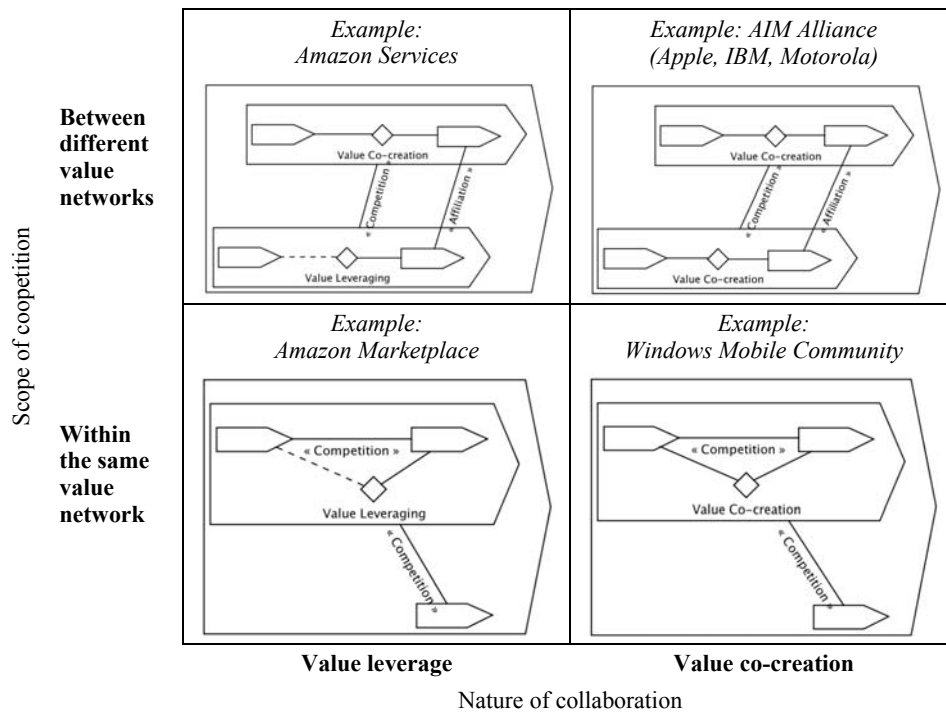 Example:
Amazon Services
Example: AIM Alliance
(Apple, IBM, Motorola)
Scope of coopetition
Between
different
value
networks
Value Co-creation
« Competition »
« Affiliation »
Value Leveraging
Value Co-creation
« Competition »
« Affiliation »
Value Co-creation
Example:
Amazon Marketplace
Example:
Windows Mobile Community
Within
the same
value
network
« Competition »
Value Leveraging
« Competition »
« Competition »
Value Co-creation
« Competition »
Value leverage
Value co-creation
Nature of collaboration